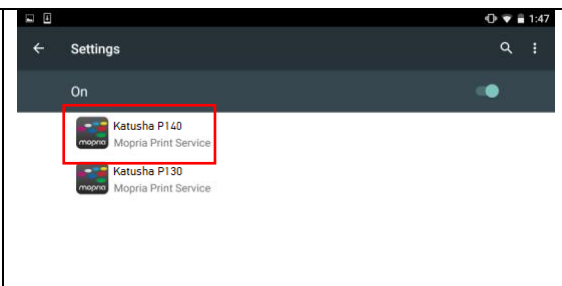 1:47
Settings
On
Katusha P140
mopria Mopria Print Service
Katusha P130
mopria Mopria Print Service